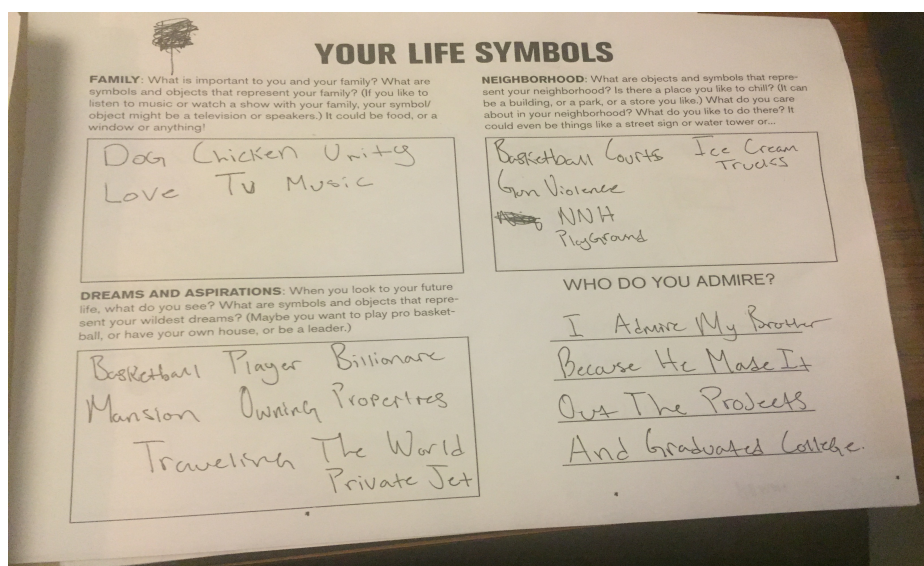 YOUR LIFE SYMBOLS
FAMILY: What is important to you and your family? What are
symbols and objects that represent your family? (If you like to
listen to music or watch a show with your family, your symbol/
object might be a television or speakers.) It could be food, or a
window or anything!
Dog Chicken Unity
Love Tv Music
NEIGHBORHOOD: What are objects and symbols that repre-
sent your neighborhood? Is there a place you like to chill? (It can
be a building, or a park, or a store you like.) What do you care
about in your neighborhood? What do you like to do there? It
could even be things like a street sign or water tower or...
Basketball Courts Ice Cream
Trucks
Gun Violence
NNH
PlayGround
DREAMS AND ASPIRATIONS: When you look to your future
life, what do you see? What are symbols and objects that repre-
sent your wildest dreams? (Maybe you want to play pro basket-
ball, or have your own house, or be a leader.)
Basketball Player Billionare
Mansion Owning Properties
Traveling The World
Private Jet
WHO DO YOU ADMIRE?
I Admire My Brother
Because He Made It
Out The Projects
And Graduated College.